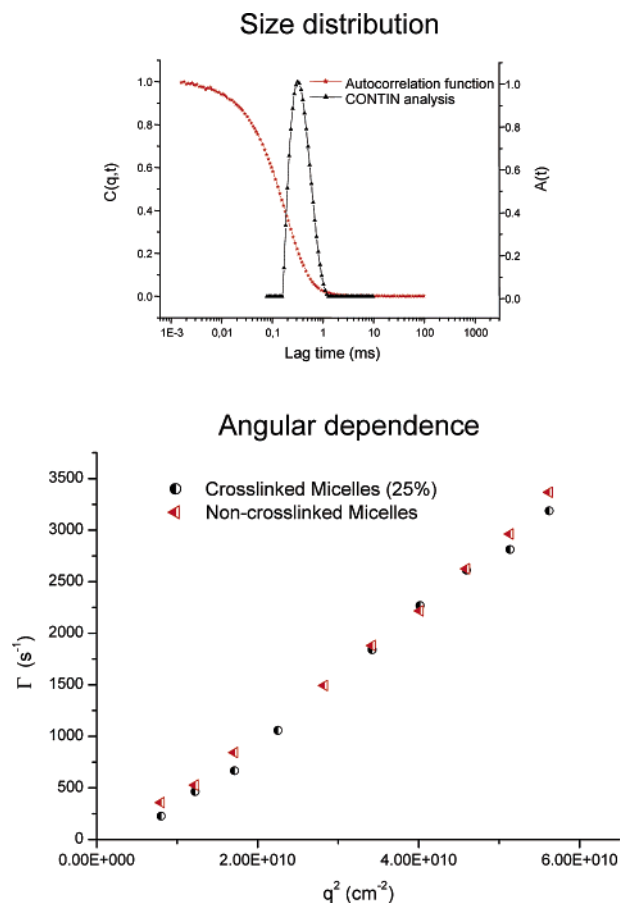 Size distribution
Autocorrelation function
CONTIN analysis
1.0
0.8
0.6
0.4
0.2
0.0
C(q,t)
1.0
0.8
0.6
0.4
0.2
0.0
A(t)
1E-3 0,01 0,1 1 10 100 1000
Lag time (ms)
Angular dependence
Crosslinked Micelles (25%)
Non-crosslinked Micelles
3500
3000
2500
2000
1500
1000
500
0
Γ (s⁻¹)
0.00E+000 2.00E+010 4.00E+010 6.00E+010
q² (cm⁻²)